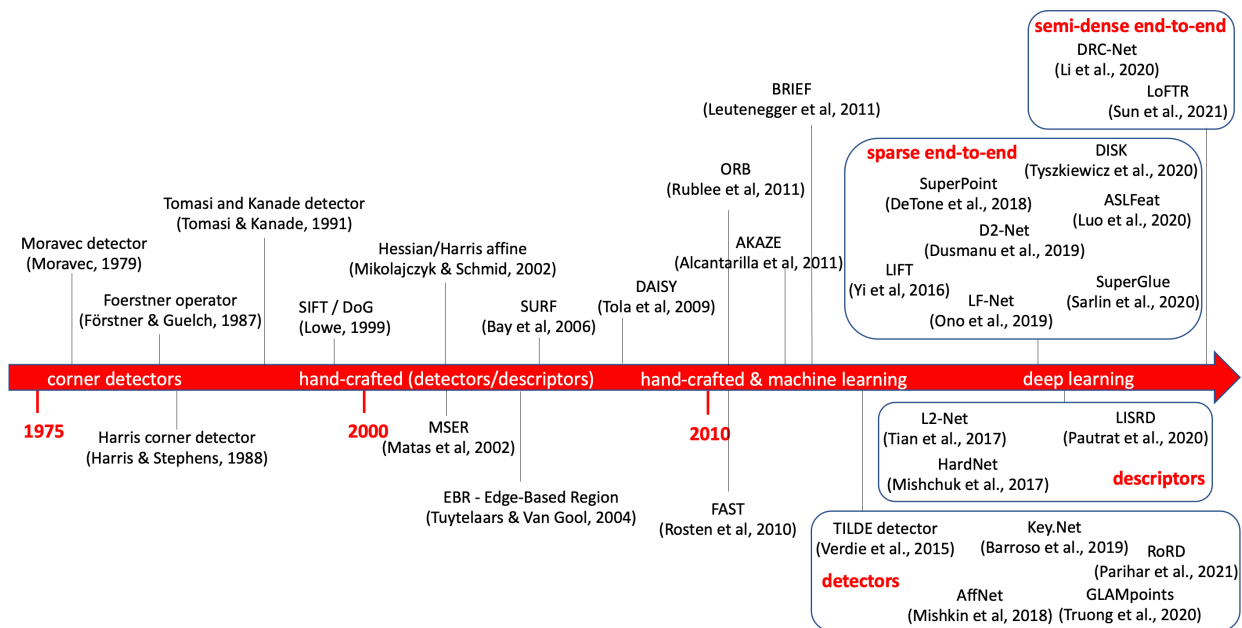 semi-dense end-to-end
DRC-Net
(Li et al., 2020)
LoFTR
(Sun et al., 2021)
BRIEF
(Leutenegger et al, 2011)
sparse end-to-end
DISK
(Tyszkiewicz et al., 2020)
SuperPoint
(DeTone et al., 2018)
ASLFeat
(Luo et al., 2020)
D2-Net
(Dusmanu et al., 2019)
LIFT
(Yi et al, 2016)
SuperGlue
(Sarlin et al., 2020)
LF-Net
(Ono et al., 2019)
ORB
(Rublee et al, 2011)
AKAZE
(Alcantarilla et al, 2011)
Tomasi and Kanade detector
(Tomasi & Kanade, 1991)
Moravec detector
(Moravec, 1979)
Hessian/Harris affine
(Mikolajczyk & Schmid, 2002)
Foerstner operator
(Förstner & Guelch, 1987)
SIFT / DoG
(Lowe, 1999)
SURF
(Bay et al, 2006)
DAISY
(Tola et al, 2009)
corner detectors
hand-crafted (detectors/descriptors)
hand-crafted & machine learning
deep learning
1975
2000
2010
Harris corner detector
(Harris & Stephens, 1988)
MSER
(Matas et al, 2002)
EBR - Edge-Based Region
(Tuytelaars & Van Gool, 2004)
FAST
(Rosten et al, 2010)
L2-Net
(Tian et al., 2017)
LISRD
(Pautrat et al., 2020)
HardNet
(Mishchuk et al., 2017)
descriptors
TILDE detector
(Verdie et al., 2015)
Key.Net
(Barroso et al., 2019)
RoRD
(Parihar et al., 2021)
detectors
AffNet
(Mishkin et al, 2018)
GLAMpoints
(Truong et al., 2020)